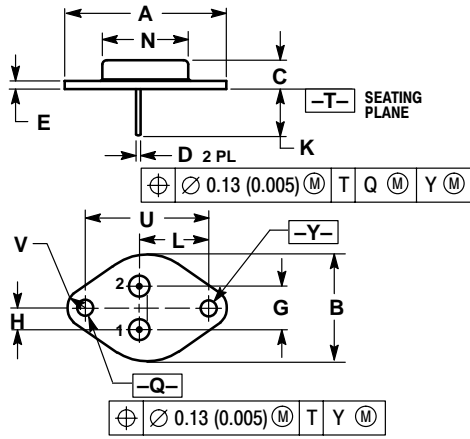 A
N
C
E
–T– SEATING
PLANE
K
D 2 PL
⌖ ∅ 0.13 (0.005) Ⓜ T Q Ⓜ Y Ⓜ
U
V
L
–Y–
2
H
G
B
1
–Q–
⌖ ∅ 0.13 (0.005) Ⓜ T Y Ⓜ